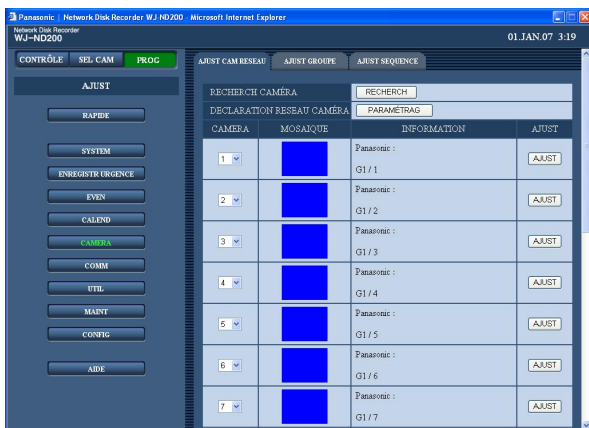 Panasonic | Network Disk Recorder WJ-ND200 - Microsoft Internet Explorer
Network Disk Recorder
WJ-ND200
01.JAN.07 3:19
CONTRÔLE SEL CAM PROG
AJUST
RAPIDE
SYSTEM
ENREGISTR URGENCE
EVEN
CALEND
CAMERA
COMM
UTIL
MAINT
CONFIG
AIDE
AJUST CAM RESEAU AJUST GROUPE AJUST SEQUENCE
RECHERCH CAMÉRA RECHERCH
DECLARATION RESEAU CAMÉRA PARAMÉTRAG
CAMERA MOSAÏQUE INFORMATION AJUST
1 Panasonic : AJUST
G1 / 1
2 Panasonic : AJUST
G1 / 2
3 Panasonic : AJUST
G1 / 3
4 Panasonic : AJUST
G1 / 4
5 Panasonic : AJUST
G1 / 5
6 Panasonic : AJUST
G1 / 6
7 Panasonic : AJUST
G1 / 7